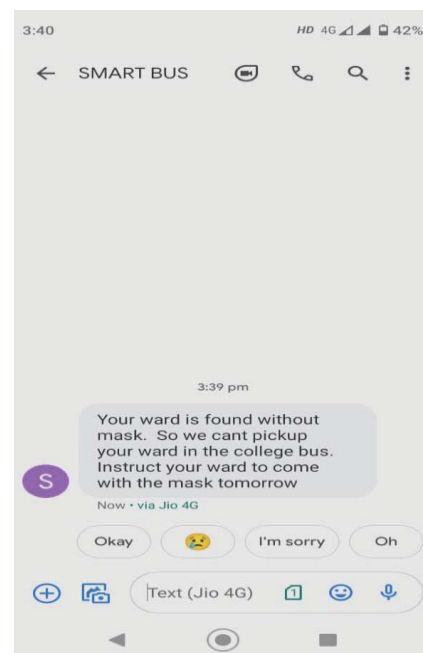 3:40 HD 4G 42%
SMART BUS
3:39 pm
Your ward is found without
mask. So we cant pickup
your ward in the college bus.
Instruct your ward to come
with the mask tomorrow
S
Now • via Jio 4G
Okay 😢 I'm sorry Oh
Text (Jio 4G) 1